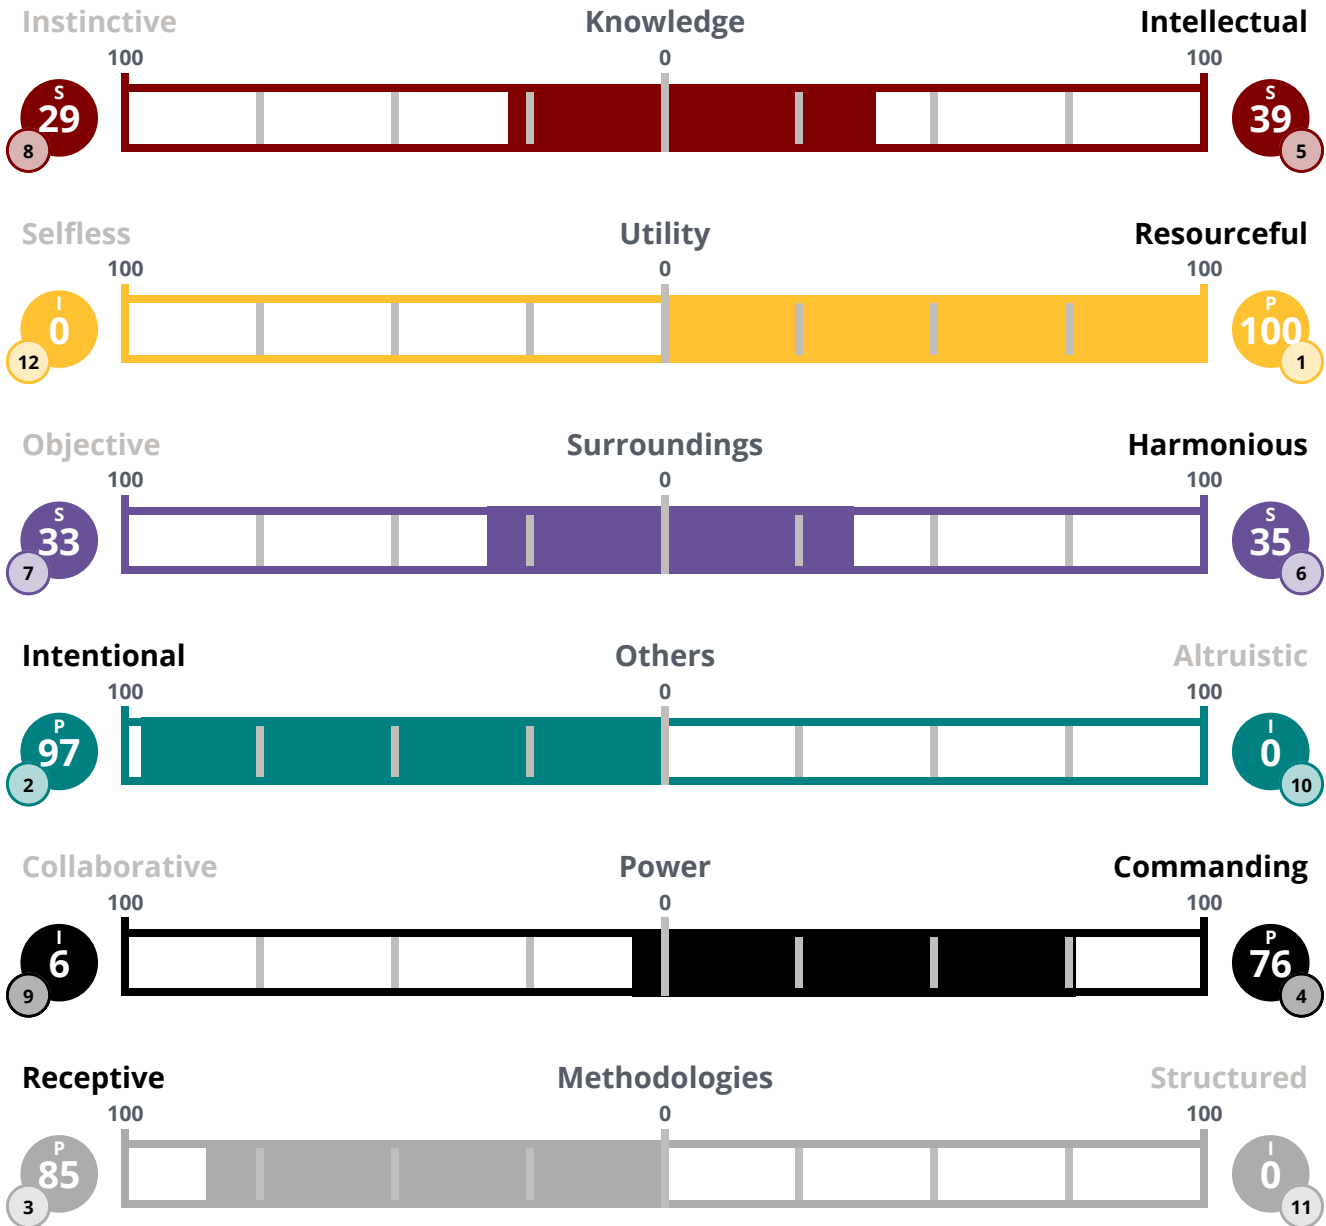 Instinctive Knowledge Intellectual
100 0 100
S S
29 39
8 5
Selfless Utility Resourceful
100 0 100
I P
0 100
12 1
Objective Surroundings Harmonious
100 0 100
S S
33 35
7 6
Intentional Others Altruistic
100 0 100
P I
97 0
2 10
Collaborative Power Commanding
100 0 100
I P
6 76
9 4
Receptive Methodologies Structured
100 0 100
P I
85 0
3 11